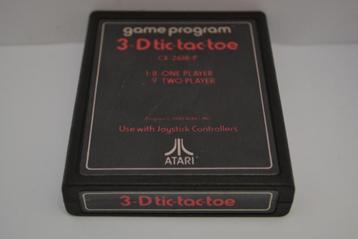 game program
3-D tic-tac-toe
CX-2618-P
1-8 ONE PLAYER
9 TWO PLAYER
Use with Joystick Controllers
ATARI
3-D tic-tac-toe